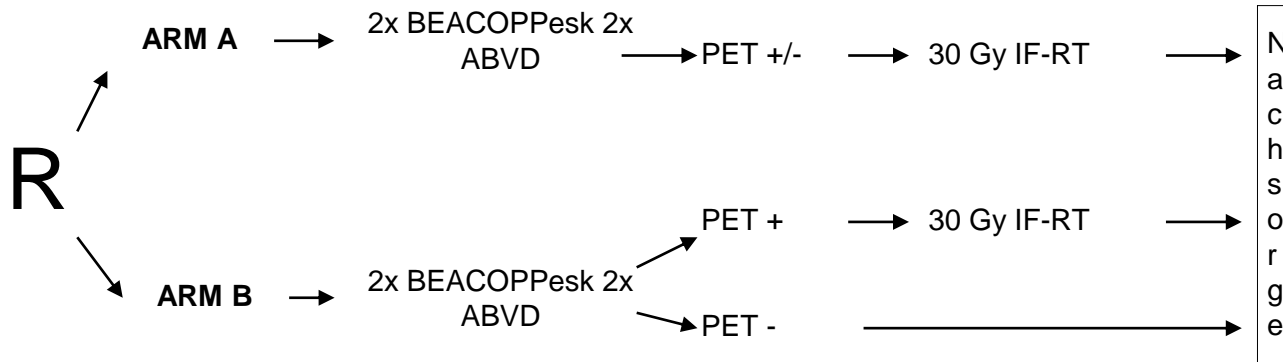 ARM A
2x BEACOPPesk 2x
ABVD
PET +/-
30 Gy IF-RT
R
PET +
30 Gy IF-RT
ARM B
2x BEACOPPesk 2x
ABVD
PET -
N
a
c
h
s
o
r
g
e